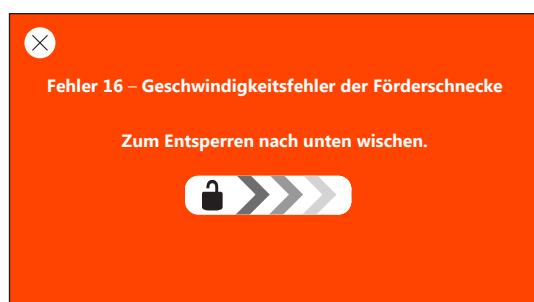 Fehler 16 – Geschwindigkeitsfehler der Förderschnecke
Zum Entsperren nach unten wischen.